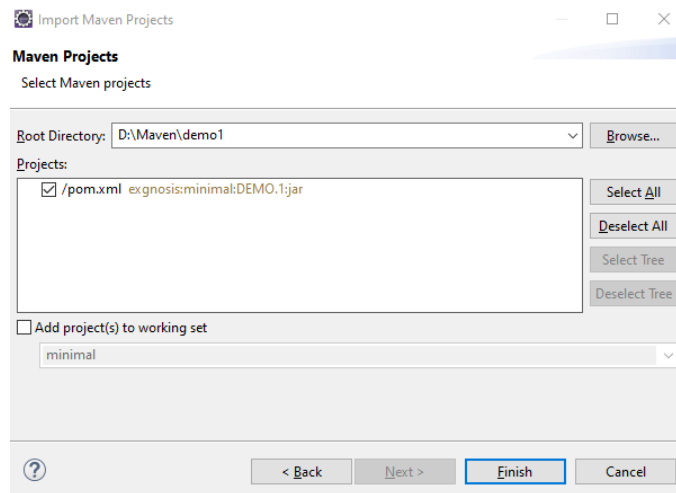 Import Maven Projects
Maven Projects
Select Maven projects
Root Directory: D:\Maven\demo1 Browse...
Projects:
/pom.xml exgnosis:minimal:DEMO.1:jar
Select All
Deselect All
Select Tree
Deselect Tree
Add project(s) to working set
minimal
? < Back Next > Finish Cancel